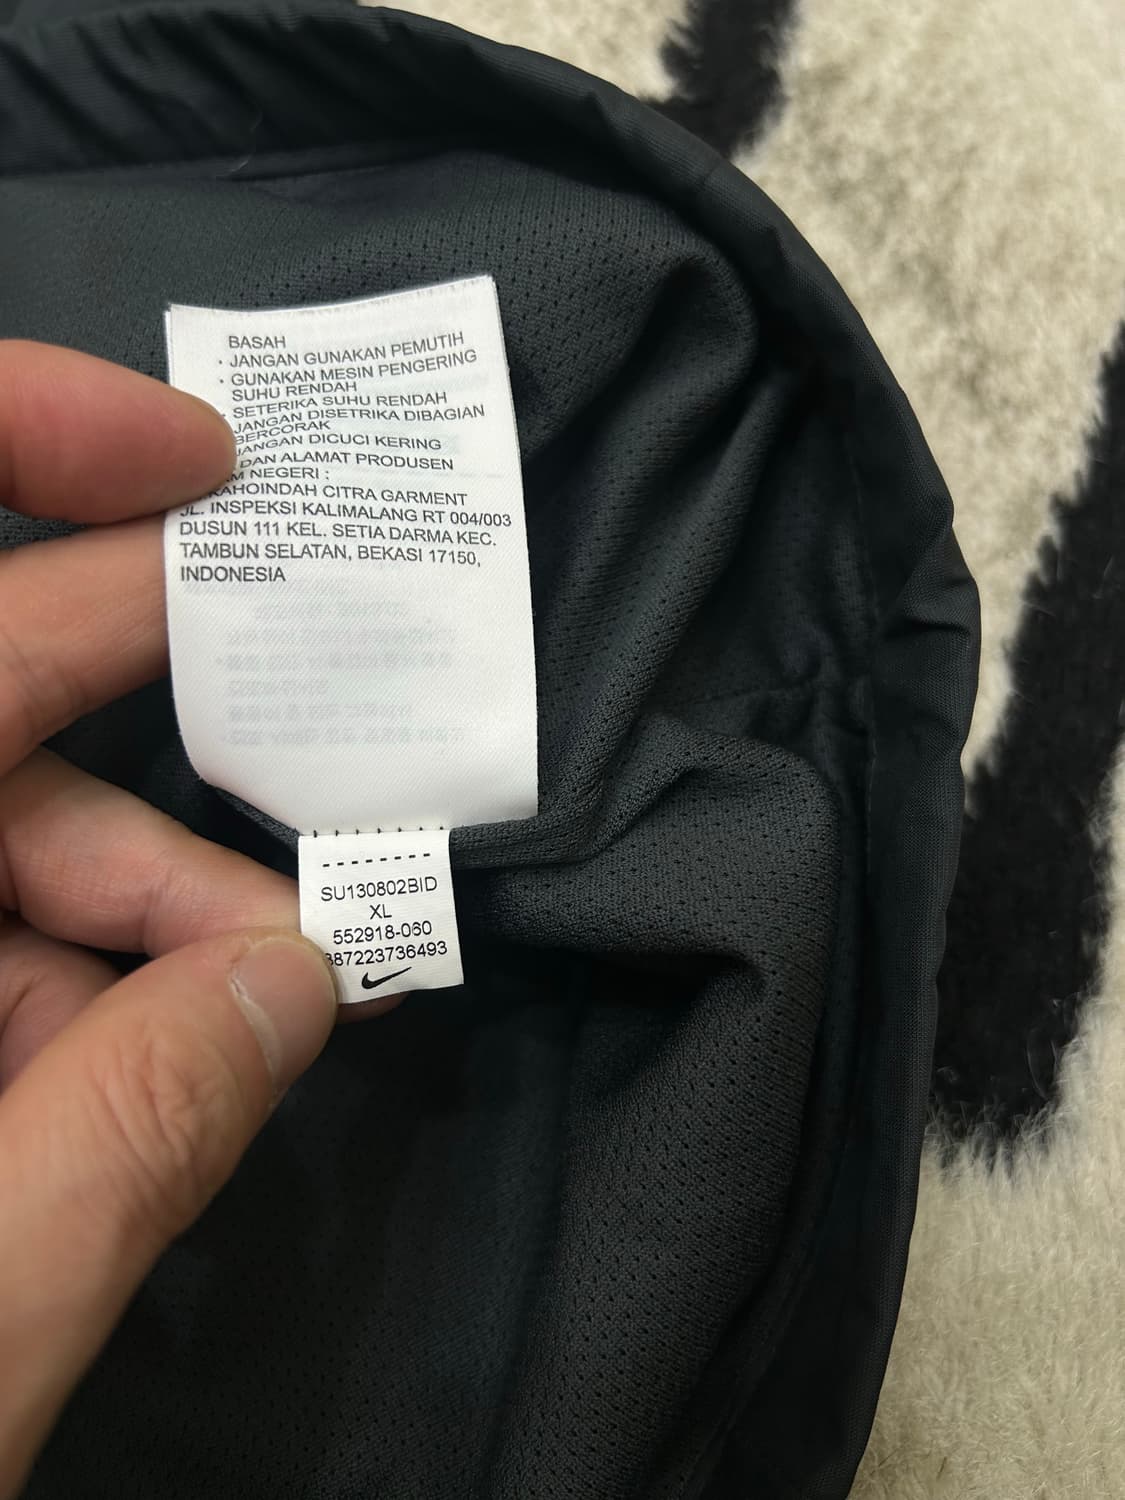 BASAH
· JANGAN GUNAKAN PEMUTIH
· GUNAKAN MESIN PENGERING
SUHU RENDAH
SETERIKA SUHU RENDAH
JANGAN DISETRIKA DIBAGIAN
BERCORAK
JANGAN DICUCI KERING
DAN ALAMAT PRODUSEN
NEGERI :
KAHOINDAH CITRA GARMENT
JL. INSPEKSI KALIMALANG RT 004/003
DUSUN 111 KEL. SETIA DARMA KEC.
TAMBUN SELATAN, BEKASI 17150,
INDONESIA
---------
SU130802BID
XL
552918-060
887223736493